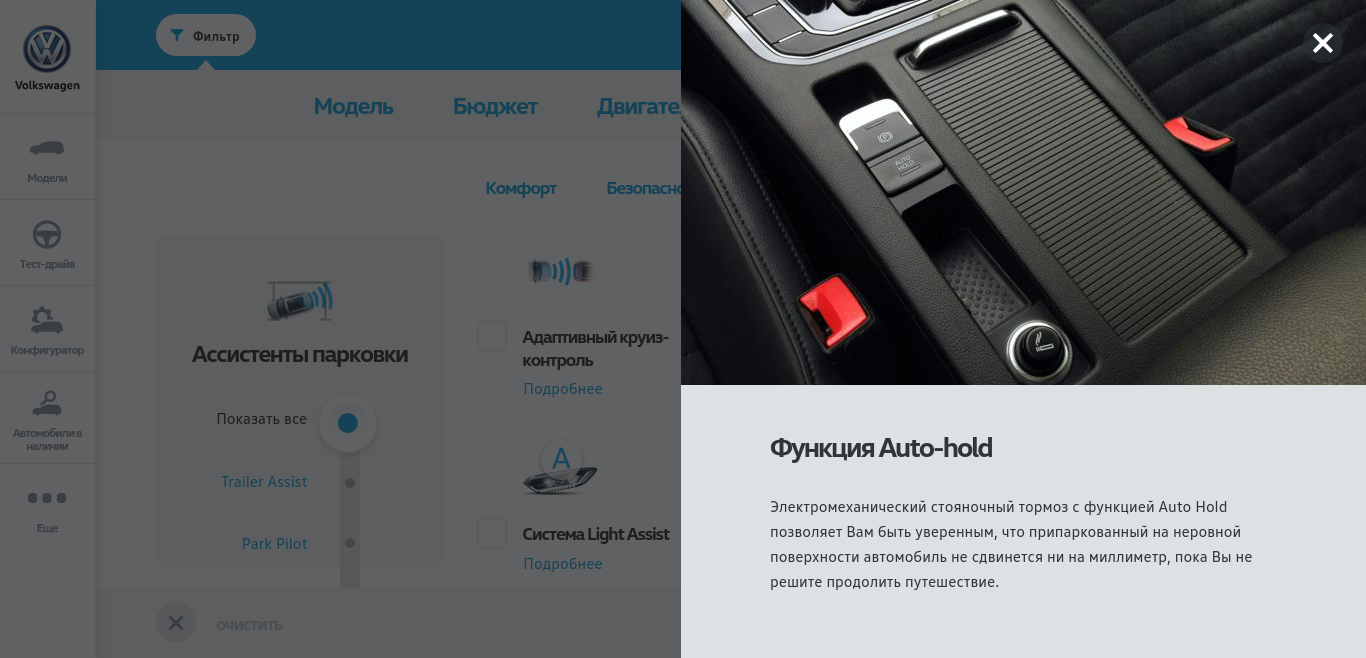 Volkswagen
Модели
Тест-драйв
Конфигуратор
Автомобили в
наличии
Еще
Фильтр
Модель Бюджет Двигате
Комфорт Безопасно
Ассистенты парковки
Показать все
Trailer Assist
Park Pilot
Адаптивный круиз-
контроль
Подробнее
A
Система Light Assist
Подробнее
ОЧИСТИТЬ
P
AUTO
HOLD
Функция Auto-hold
Электромеханический стояночный тормоз с функцией Auto Hold
позволяет Вам быть уверенным, что припаркованный на неровной
поверхности автомобиль не сдвинется ни на миллиметр, пока Вы не
решите продолить путешествие.